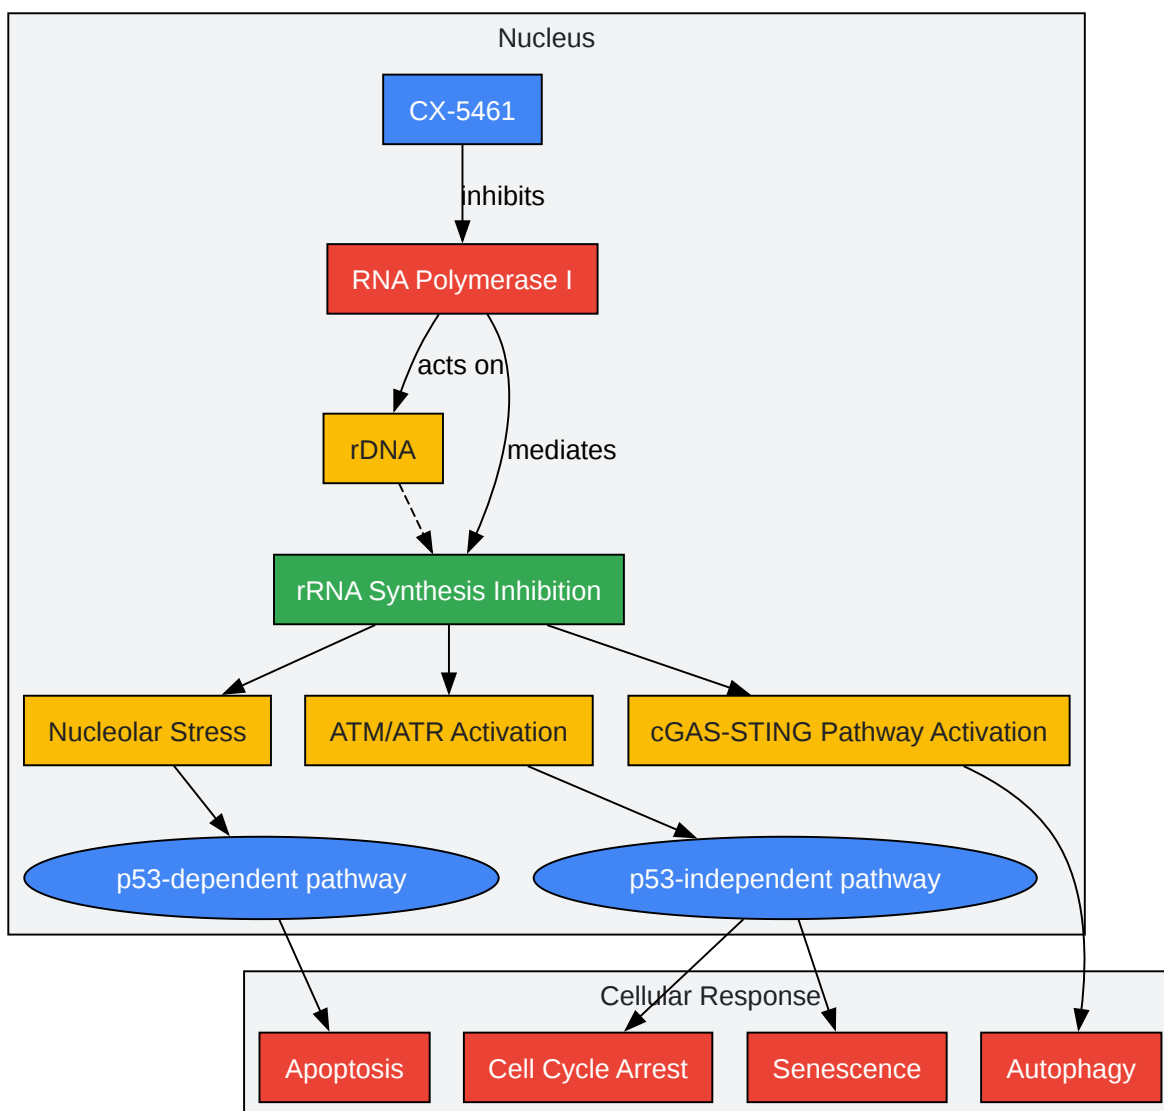 Nucleus
CX-5461
inhibits
RNA Polymerase I
acts on
rDNA
mediates
rRNA Synthesis Inhibition
Nucleolar Stress
ATM/ATR Activation
cGAS-STING Pathway Activation
p53-dependent pathway
p53-independent pathway
Cellular Response
Apoptosis
Cell Cycle Arrest
Senescence
Autophagy